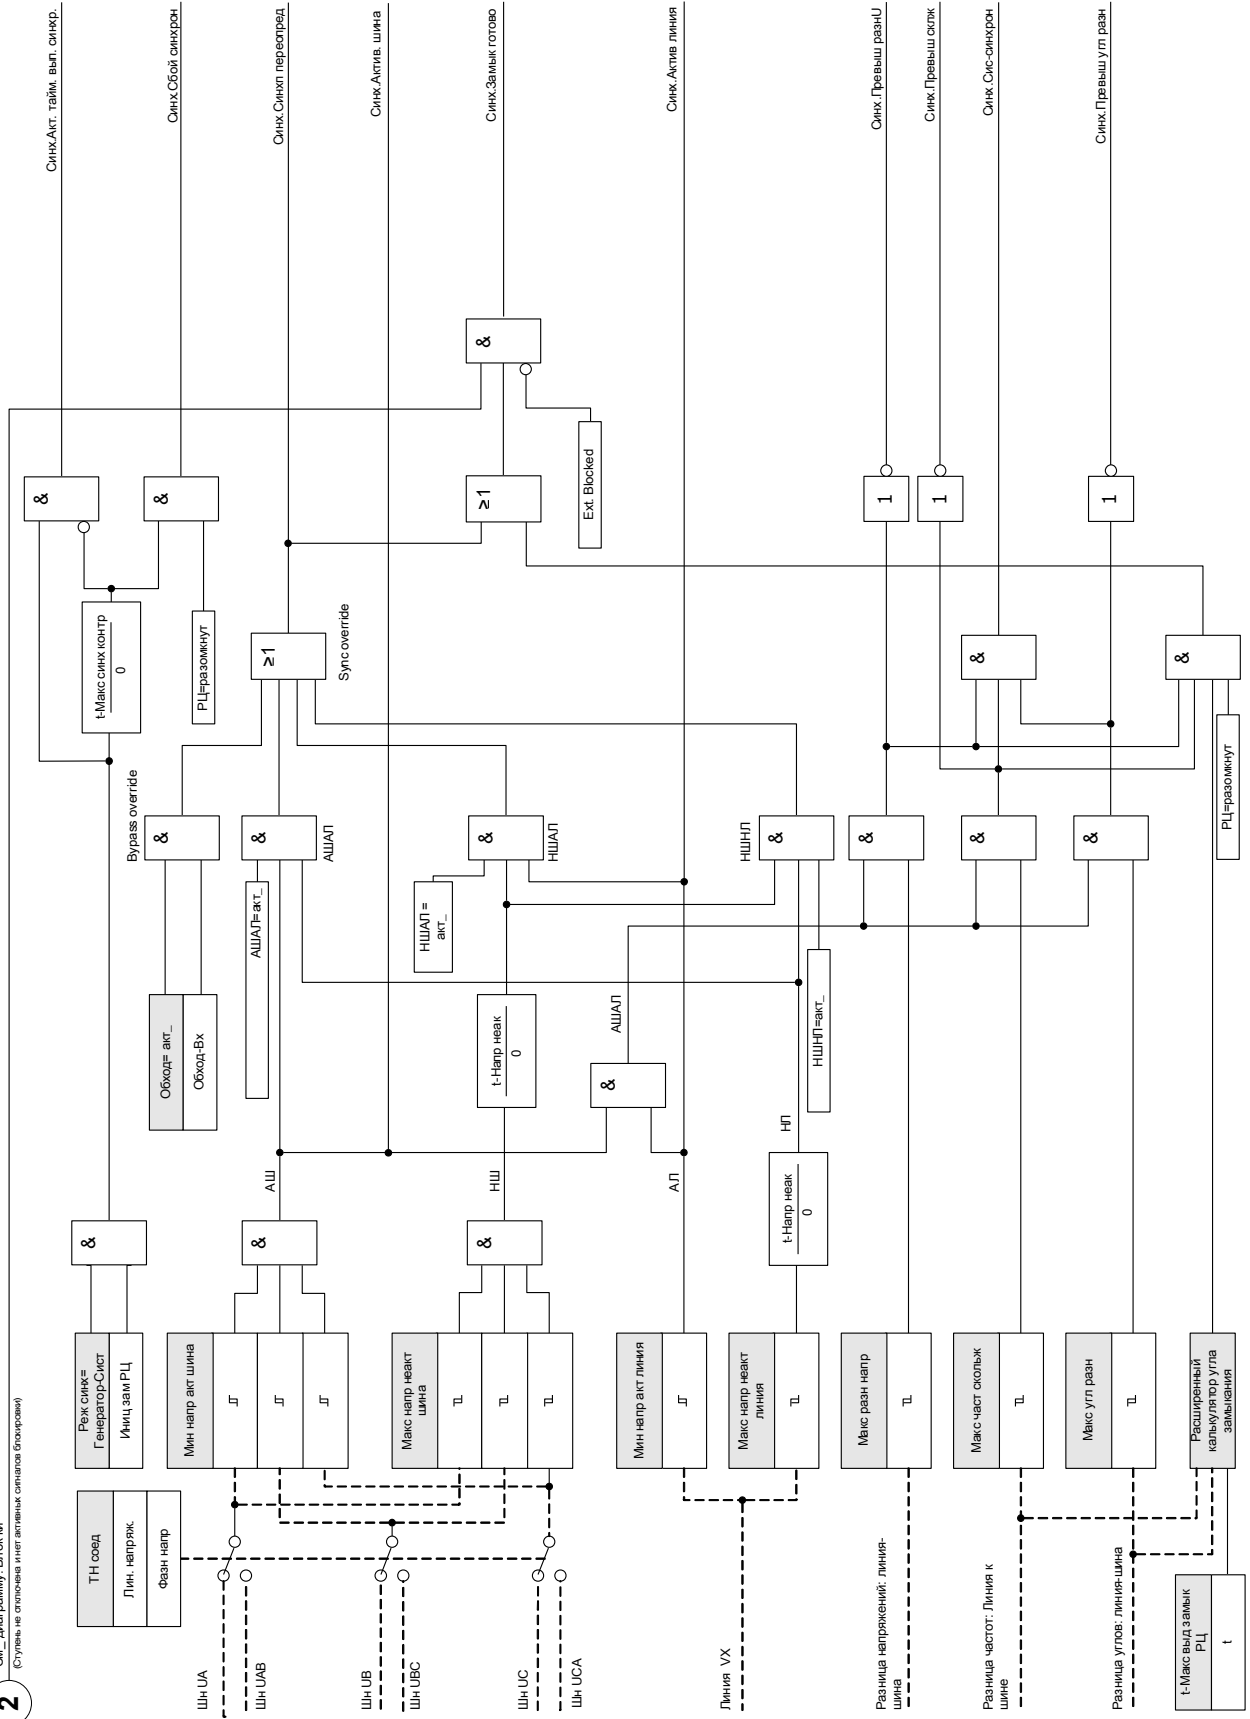 2
(Ступень не отключена и нет активных сигналов блокировки)
ТН соед
Лин. напряж.
Фазн напр
Шн UA
Шн UAB
Шн UB
Шн UBC
Шн UC
Шн UCA
Линия VX
Разница напряжений: линия-
шина
Разница частот: Линия к
шине
Разница углов: линия-шина
t-Макс выд замык
РЦ
t
Реж синх=
Генератор-Сист
Иниц зам РЦ
Мин напр акт шина
Макс напр неакт
шина
Мин напр акт линия
Макс напр неакт
линия
Макс разн напр
Макс част скольж
Макс угл разн
Расширенный
калькулятор угла
замыкания
&
&
&
АШ
НШ
АЛ
НЛ
t-Напр неак
0
Обход= акт_
Обход-Вх
АШАЛ=акт_
t-Напр неак
0
&
АШАЛ
НШАЛ =
акт_
НШНЛ=акт_
Bypass override
&
&
АШАЛ
&
НШАЛ
&
НШНЛ
&
&
&
РЦ=разомкнут
t-Макс синх контр
0
РЦ=разомкнут
≥1
Sync override
&
&
&
&
≥1
Ext. Blocked
1
1
1
&
Синх.Акт. тайм. вып. синхр.
Синх.Сбой синхрон
Синх.Синхп переопред
Синх.Актив. шина
Синх.Замык готово
Синх.Актив линия
Синх.Превыш разнU
Синх.Превыш склж
Синх.Сис-синхрон
Синх.Превыш угл разн